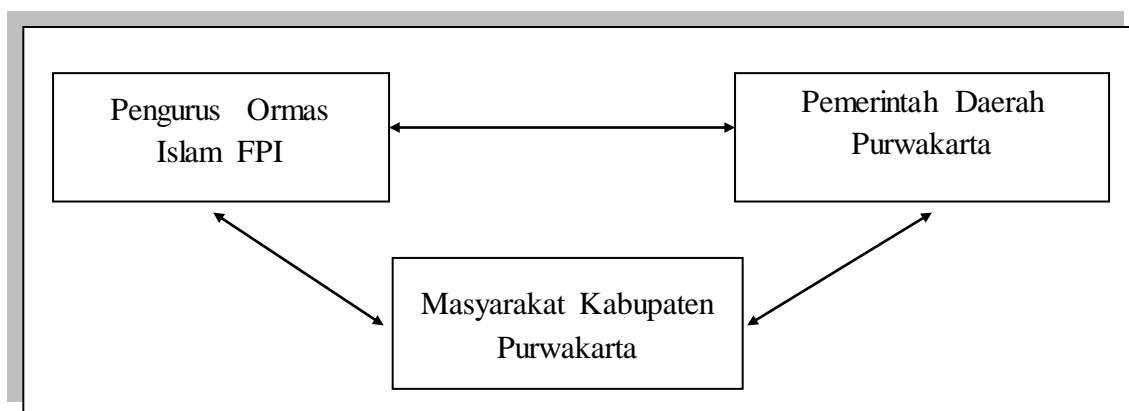 Pengurus Ormas
Islam FPI
Pemerintah Daerah
Purwakarta
Masyarakat Kabupaten
Purwakarta